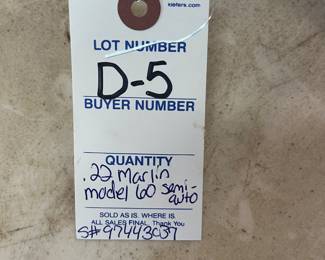 kiefers.com
LOT NUMBER
D-5
BUYER NUMBER
QUANTITY
.22 Marlin
model 60 semi-
auto
SOLD AS IS. WHERE IS.
ALL SALES FINAL. Thank You